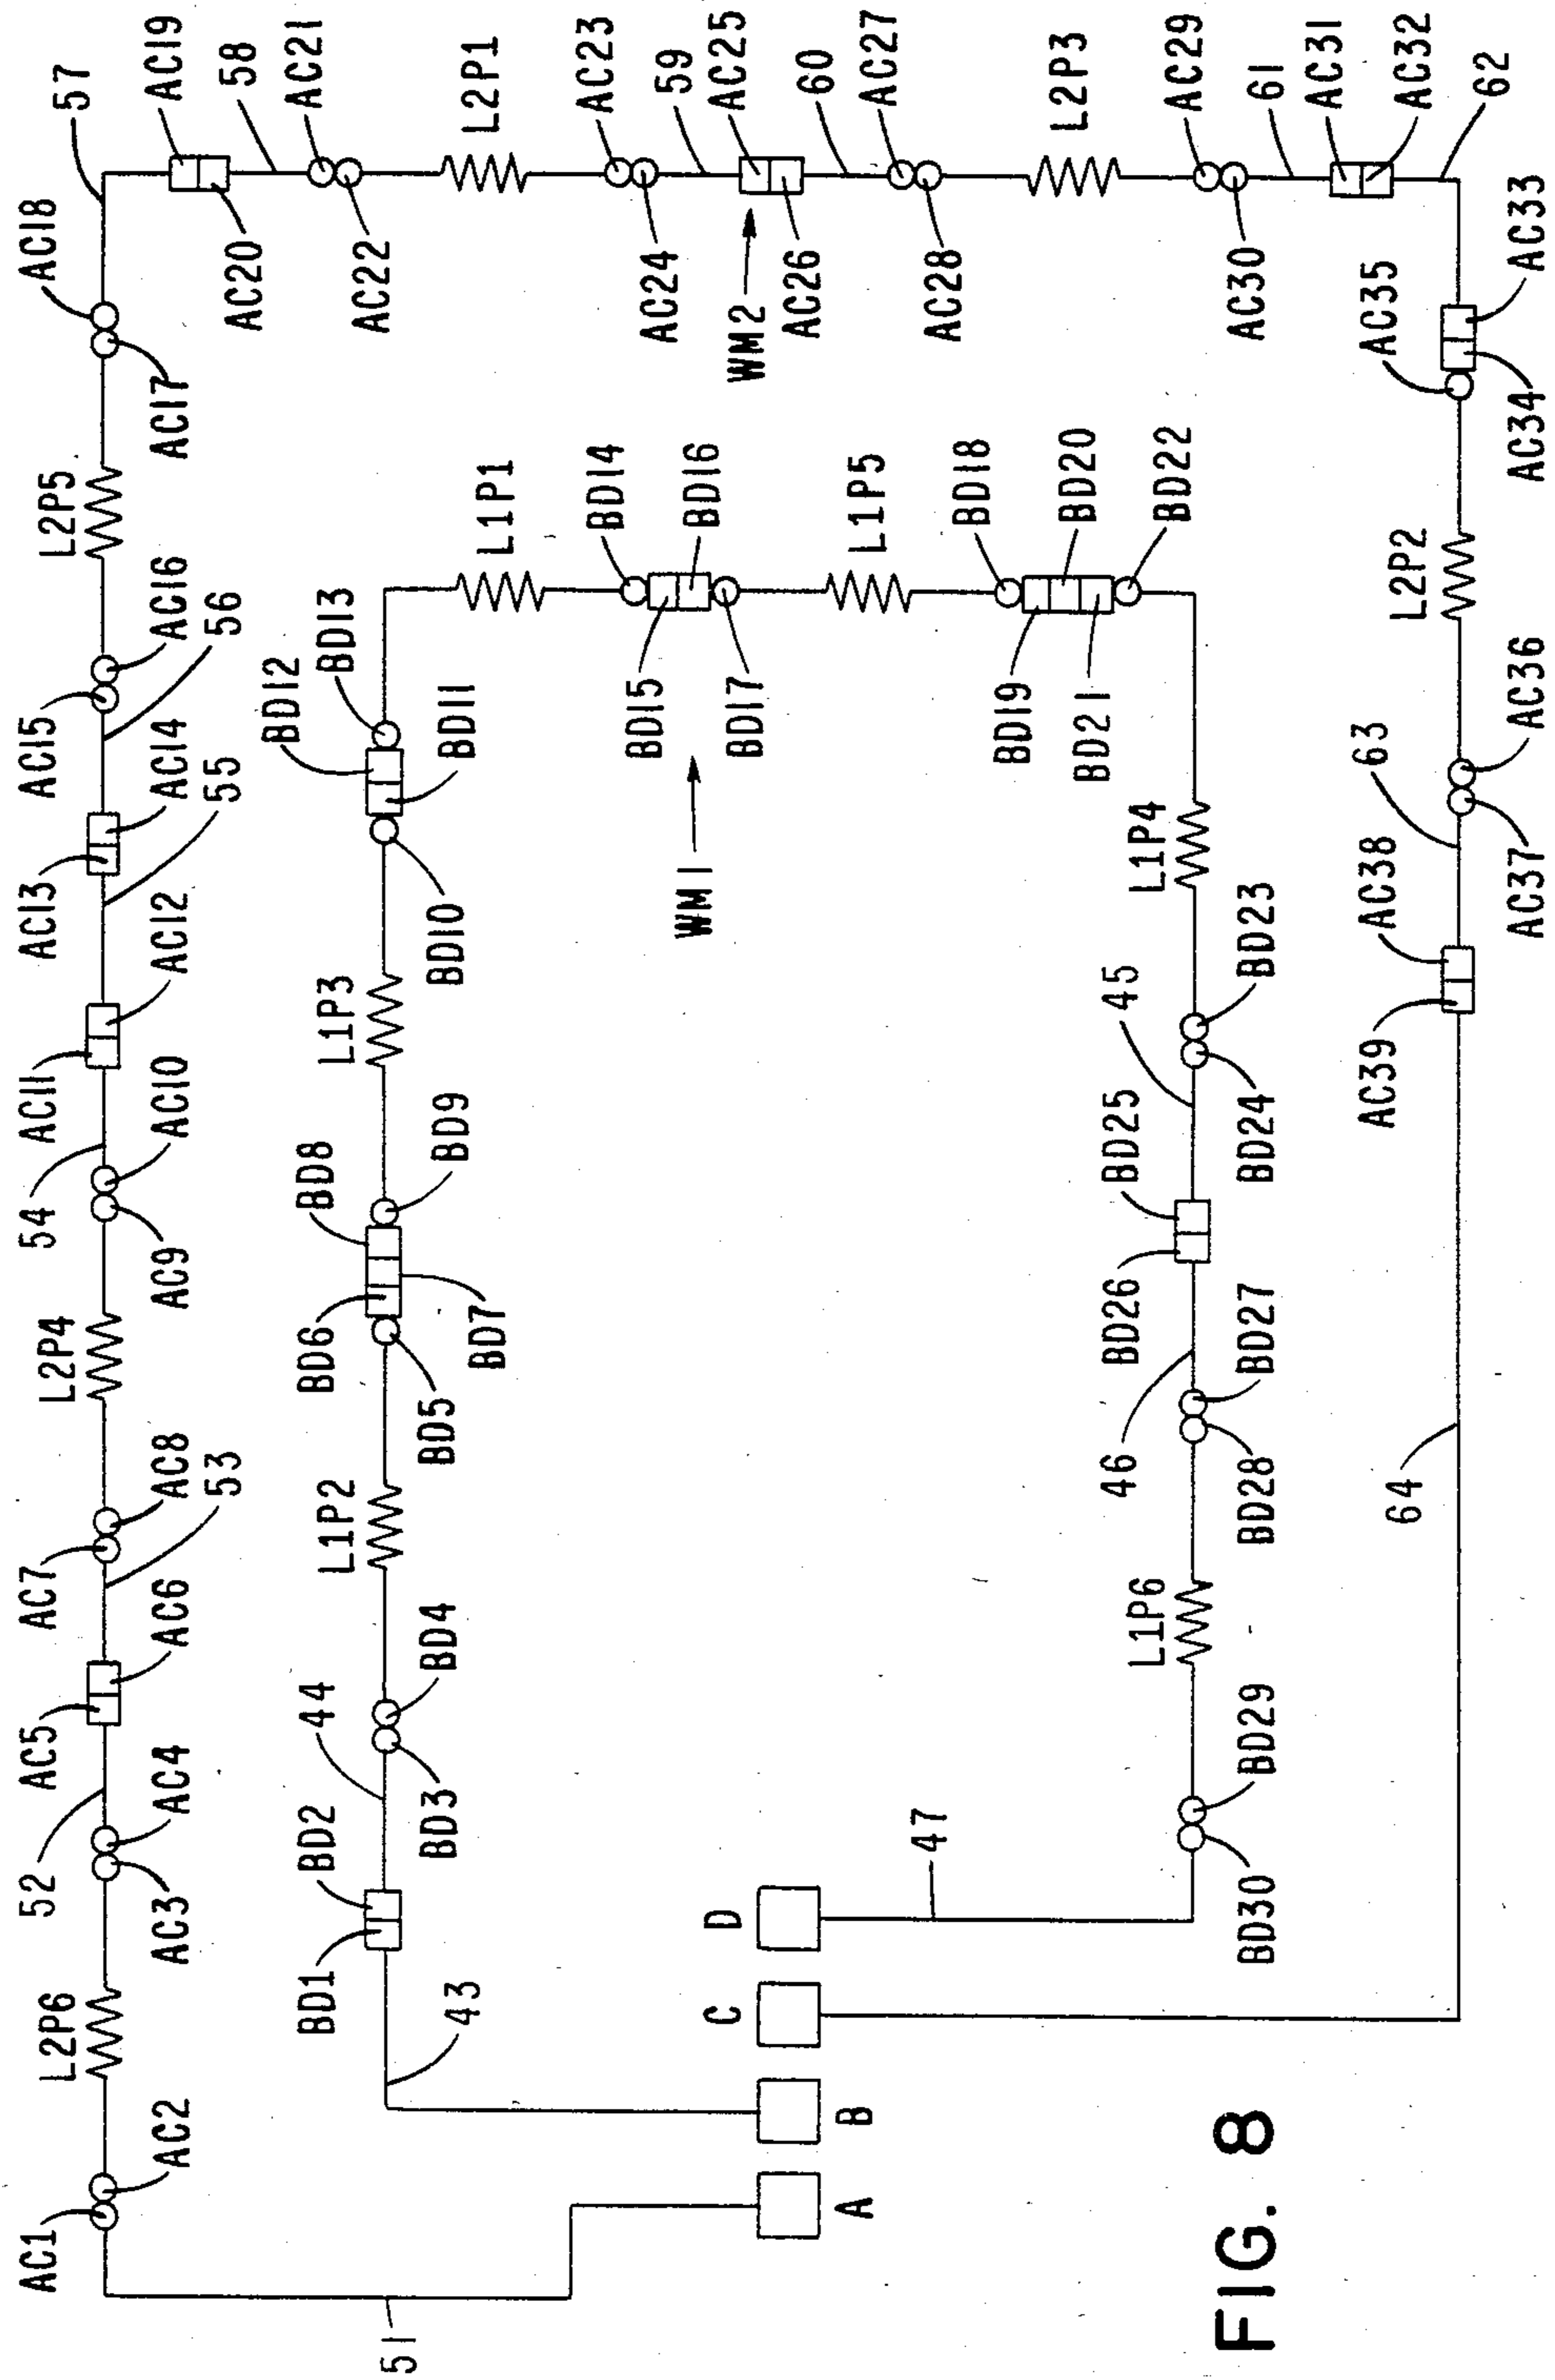 57
AC19
58
AC21
L2P1
AC23
59
AC25
60
AC27
L2P3
AC29
61
AC31
AC32
62
AC18
AC20
AC22
AC24
WM2
AC26
AC28
AC30
AC35
AC33
AC17
AC34
L2P5
L1P1
BD14
BD16
L1P5
BD18
BD20
BD22
L2P2
AC16
56
BD13
BD12
BD11
BD15
BD17
BD19
BD21
AC36
AC15
AC14
55
63
AC37
AC13
AC12
BD10
WM1
L1P4
AC38
L1P3
45
BD23
AC39
AC11
AC10
54
BD9
BD8
BD25
BD24
AC9
BD6
BD7
BD26
BD27
L2P4
BD5
46
BD28
64
AC8
53
L1P2
AC7
AC6
BD4
L1P6
AC5
AC4
44
BD29
52
AC3
BD2
BD3
47
BD30
D
L2P6
BD1
43
C
AC2
B
AC1
A
51
FIG. 8